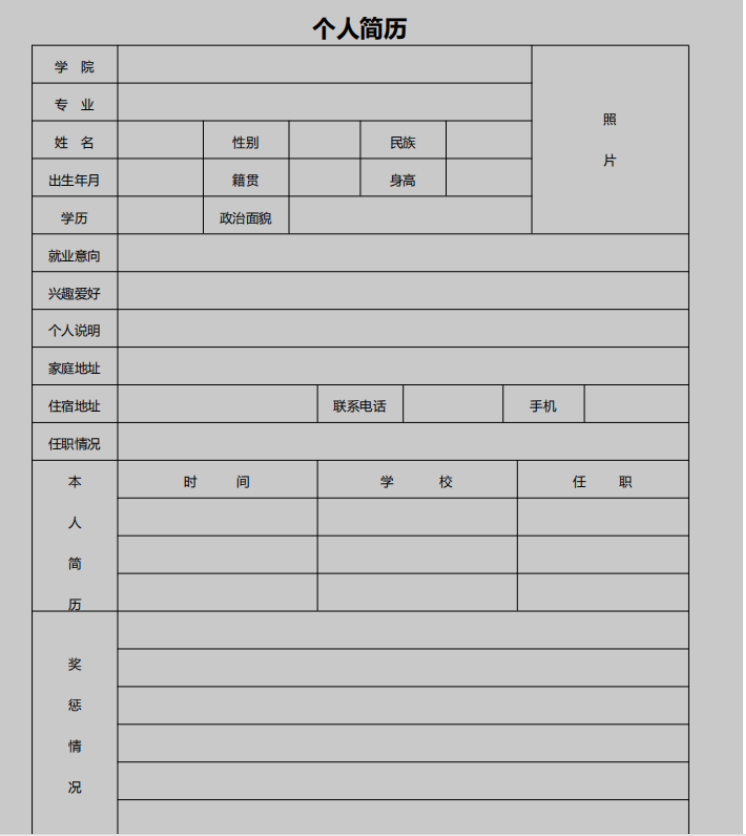 个人简历
学 院
照
片
专 业
姓 名 性别 民族
出生年月 籍贯 身高
学历 政治面貌
就业意向
兴趣爱好
个人说明
家庭地址
住宿地址 联系电话 手机
任职情况
本
人
简
历
时 间 学 校 任 职
奖
惩
情
况